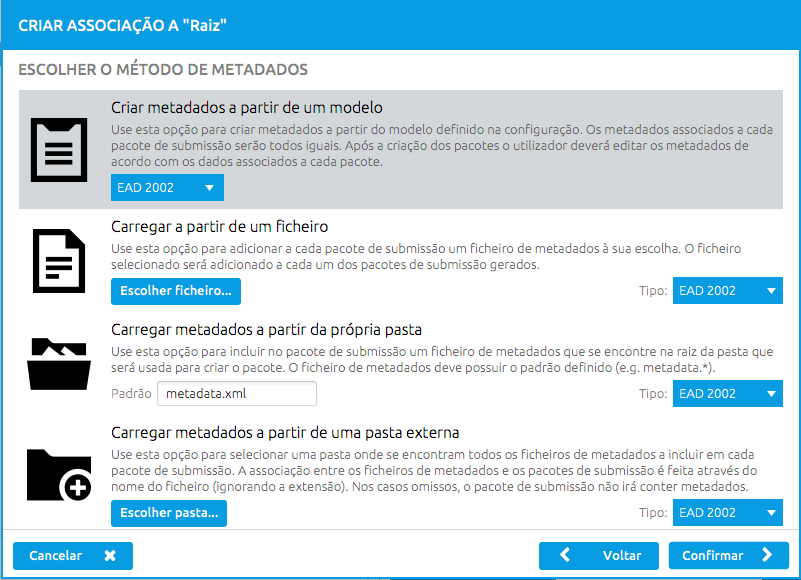 CRIAR ASSOCIAÇÃO A "Raiz"
ESCOLHER O MÉTODO DE METADADOS
Criar metadados a partir de um modelo
Use esta opção para criar metadados a partir do modelo definido na configuração. Os metadados associados a cada
pacote de submissão serão todos iguais. Após a criação dos pacotes o utilizador deverá editar os metadados de
acordo com os dados associados a cada pacote.
EAD 2002
Carregar a partir de um ficheiro
Use esta opção para adicionar a cada pacote de submissão um ficheiro de metadados à sua escolha. O ficheiro
selecionado será adicionado a cada um dos pacotes de submissão gerados.
Escolher ficheiro... Tipo: EAD 2002
Carregar metadados a partir da própria pasta
Use esta opção para incluir no pacote de submissão um ficheiro de metadados que se encontre na raiz da pasta que
será usada para criar o pacote. O ficheiro de metadados deve possuir o padrão definido (e.g. metadata.*).
Padrão metadata.xml Tipo: EAD 2002
Carregar metadados a partir de uma pasta externa
Use esta opção para selecionar uma pasta onde se encontram todos os ficheiros de metadados a incluir em cada
pacote de submissão. A associação entre os ficheiros de metadados e os pacotes de submissão é feita através do
nome do ficheiro (ignorando a extensão). Nos casos omissos, o pacote de submissão não irá conter metadados.
Escolher pasta... Tipo: EAD 2002
Cancelar Voltar Confirmar